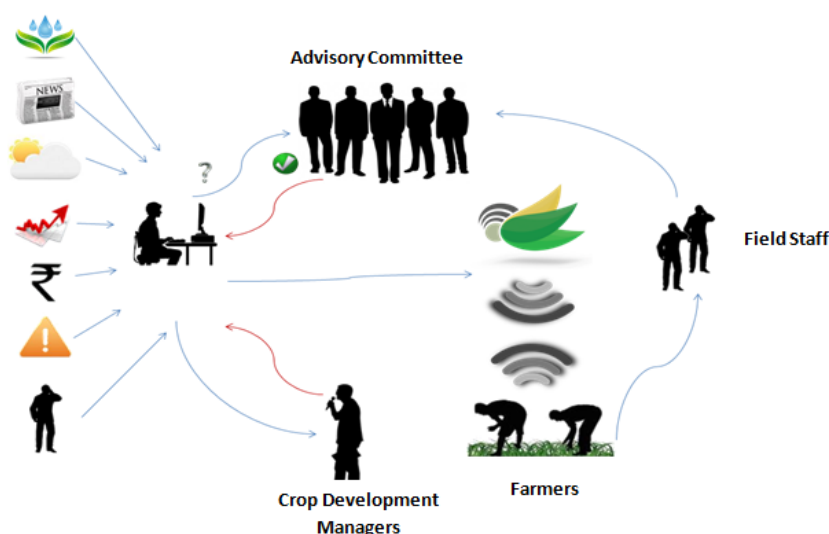 Advisory Committee
NEWS
?
₹
!
Field Staff
Farmers
Crop Development
Managers